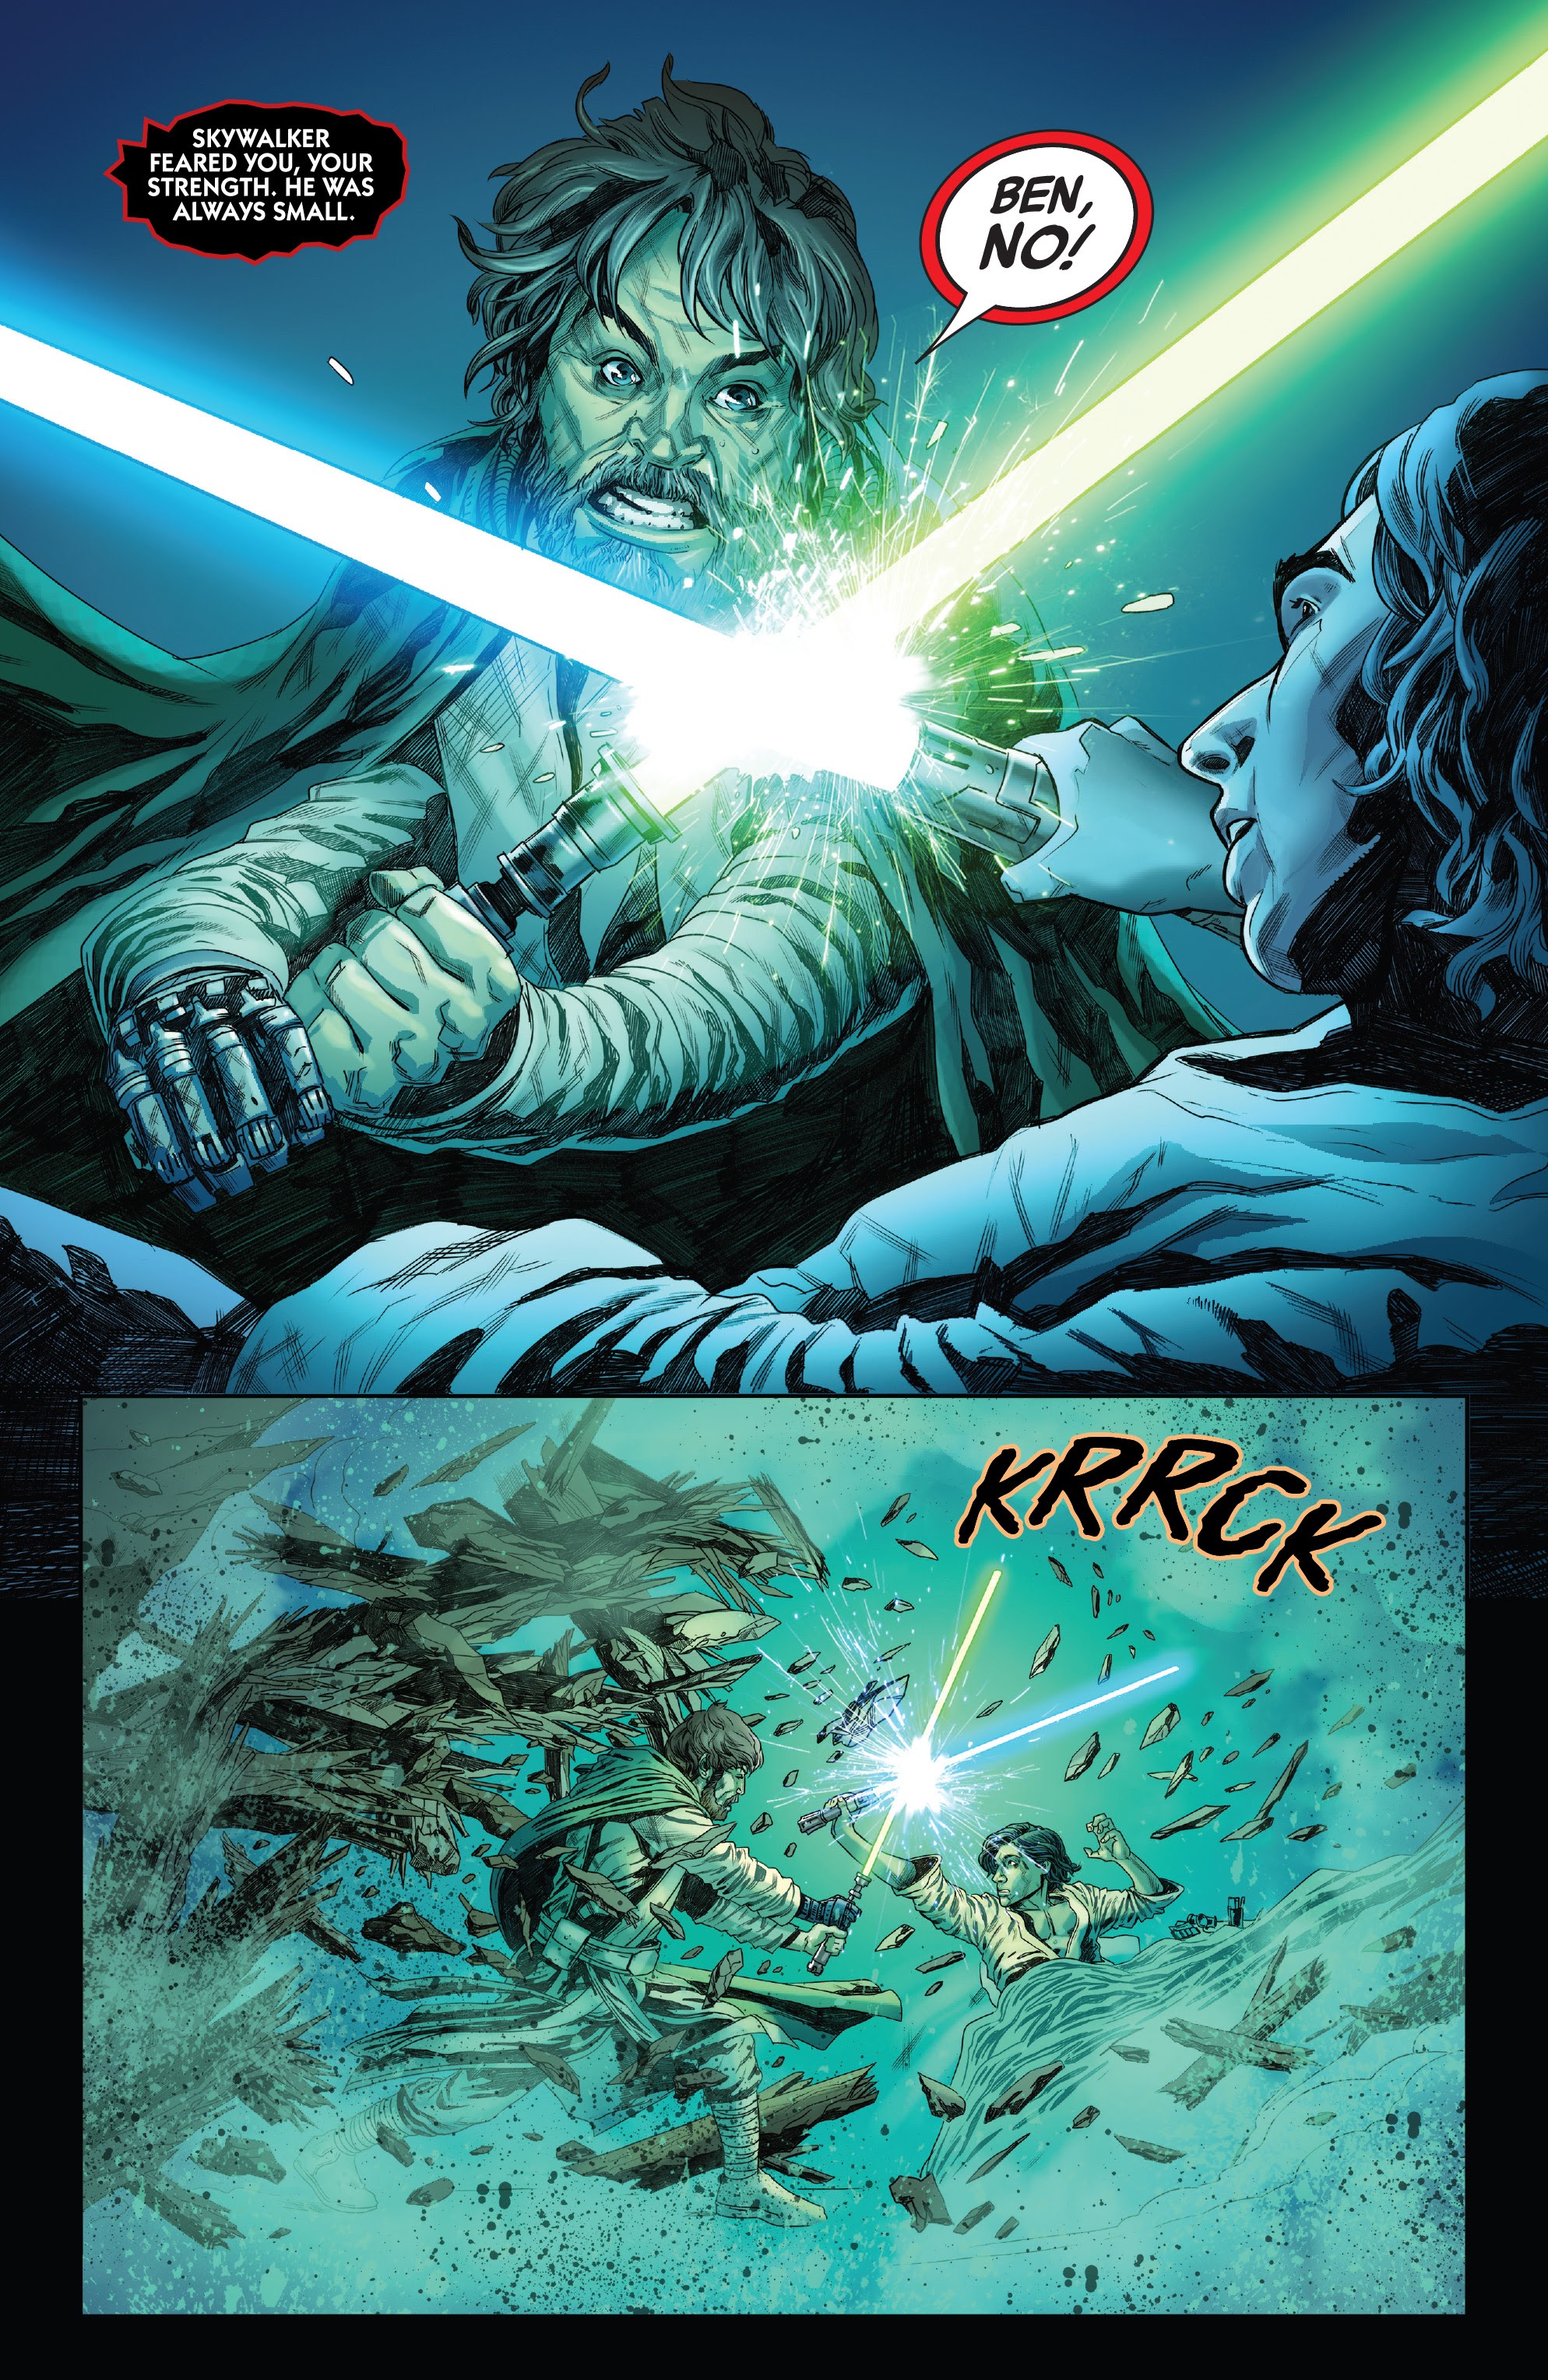 SKYWALKER
FEARED YOU, YOUR
STRENGTH. HE WAS
ALWAYS SMALL.
BEN,
NO!
KRRCK